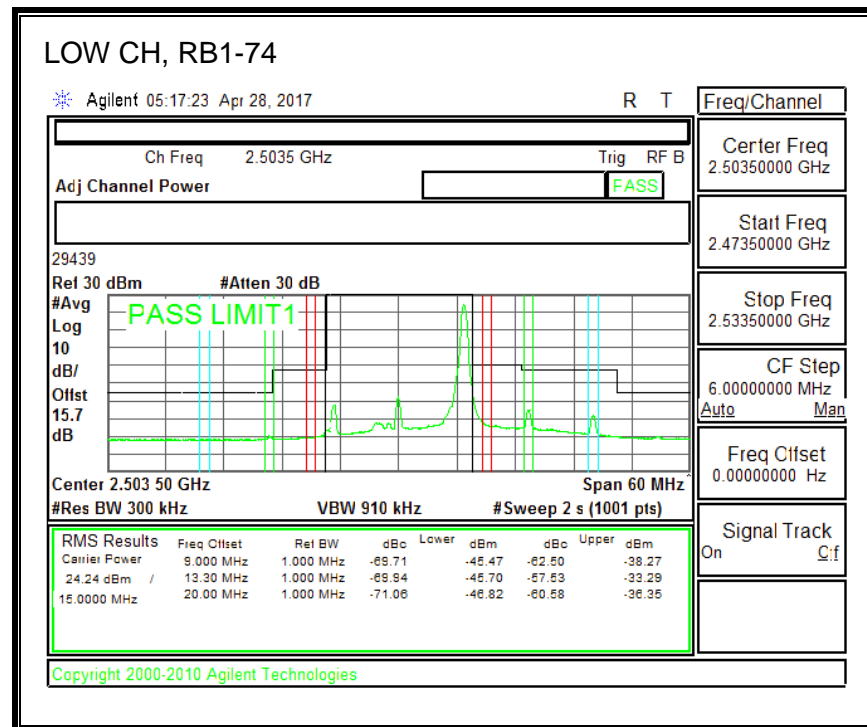 LOW CH, RB1-74
Agilent 05:17:23 Apr 28, 2017 R T
Freq/Channel
Ch Freq 2.5035 GHz Trig RF B
Adj Channel Power PASS
Center Freq
2.50350000 GHz
Start Freq
2.47350000 GHz
29439
Ref 30 dBm #Atten 30 dB
#Avg
Log
10
dB/
Offst
15.7
dB
PASS LIMIT1
Stop Freq
2.53350000 GHz
CF Step
6.00000000 MHz
Auto Man
Freq Offset
0.00000000 Hz
Center 2.503 50 GHz Span 60 MHz
#Res BW 300 kHz VBW 910 kHz #Sweep 2 s (1001 pts)
Signal Track
On Off
RMS Results Freq Offset Ref BW dBc Lower dBm dBc Upper dBm
Carrier Power 9.000 MHz 1.000 MHz -69.71 -45.47 -62.50 -38.27
24.24 dBm / 13.30 MHz 1.000 MHz -69.94 -45.70 -57.53 -33.29
15.0000 MHz 20.00 MHz 1.000 MHz -71.06 -46.82 -60.58 -36.35
Copyright 2000-2010 Agilent Technologies